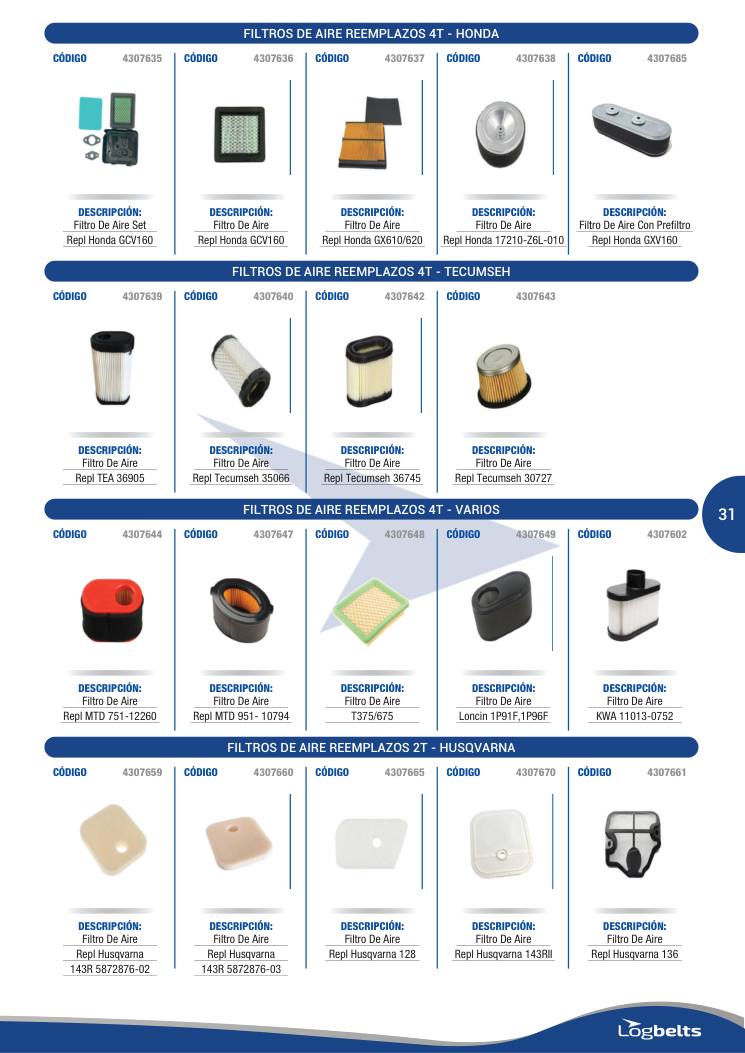 FILTROS DE AIRE REEMPLAZOS 4T - HONDA
CÓDIGO 4307635
DESCRIPCIÓN:
Filtro De Aire Set
Repl Honda GCV160
CÓDIGO 4307636
DESCRIPCIÓN:
Filtro De Aire
Repl Honda GCV160
CÓDIGO 4307637
DESCRIPCIÓN:
Filtro De Aire
Repl Honda GX610/620
CÓDIGO 4307638
DESCRIPCIÓN:
Filtro De Aire
Repl Honda 17210-Z6L-010
CÓDIGO 4307685
DESCRIPCIÓN:
Filtro De Aire Con Prefiltro
Repl Honda GXV160
FILTROS DE AIRE REEMPLAZOS 4T - TECUMSEH
CÓDIGO 4307639
DESCRIPCIÓN:
Filtro De Aire
Repl TEA 36905
CÓDIGO 4307640
DESCRIPCIÓN:
Filtro De Aire
Repl Tecumseh 35066
CÓDIGO 4307642
DESCRIPCIÓN:
Filtro De Aire
Repl Tecumseh 36745
CÓDIGO 4307643
DESCRIPCIÓN:
Filtro De Aire
Repl Tecumseh 30727
FILTROS DE AIRE REEMPLAZOS 4T - VARIOS
CÓDIGO 4307644
DESCRIPCIÓN:
Filtro De Aire
Repl MTD 751-12260
CÓDIGO 4307647
DESCRIPCIÓN:
Filtro De Aire
Repl MTD 951- 10794
CÓDIGO 4307648
DESCRIPCIÓN:
Filtro De Aire
T375/675
CÓDIGO 4307649
DESCRIPCIÓN:
Filtro De Aire
Loncin 1P91F,1P96F
CÓDIGO 4307602
DESCRIPCIÓN:
Filtro De Aire
KWA 11013-0752
31
FILTROS DE AIRE REEMPLAZOS 2T - HUSQVARNA
CÓDIGO 4307659
DESCRIPCIÓN:
Filtro De Aire
Repl Husqvarna
143R 5872876-02
CÓDIGO 4307660
DESCRIPCIÓN:
Filtro De Aire
Repl Husqvarna
143R 5872876-03
CÓDIGO 4307665
DESCRIPCIÓN:
Filtro De Aire
Repl Husqvarna 128
CÓDIGO 4307670
DESCRIPCIÓN:
Filtro De Aire
Repl Husqvarna 143RII
CÓDIGO 4307661
DESCRIPCIÓN:
Filtro De Aire
Repl Husqvarna 136
Logbelts